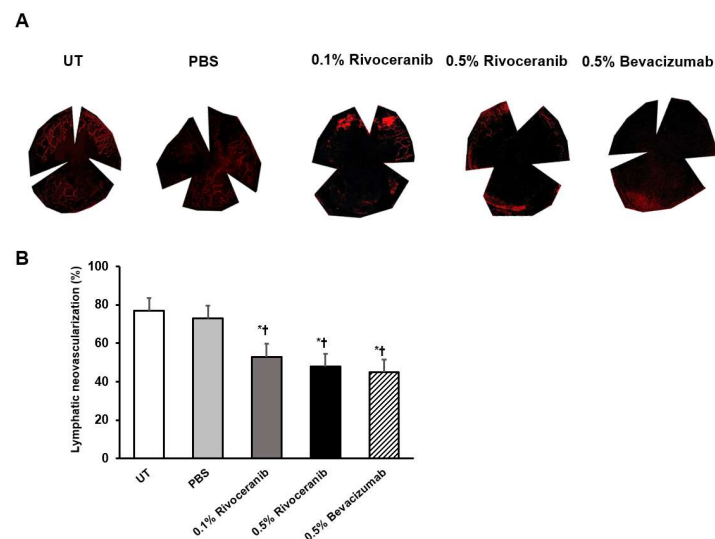 A
UT PBS 0.1% Rivoceranib 0.5% Rivoceranib 0.5% Bevacizumab
B
Lymphatic neovascularization (%)
100
80
60
40
20
0
*† *† *†
UT PBS 0.1% Rivoceranib 0.5% Rivoceranib 0.5% Bevacizumab